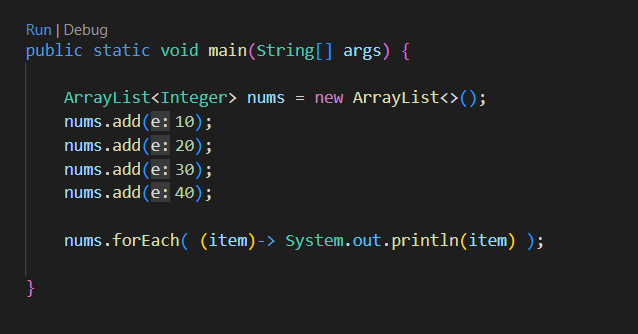 Run | Debug
public static void main(String[] args) {
ArrayList<Integer> nums = new ArrayList<>();
nums.add(e: 10);
nums.add(e: 20);
nums.add(e: 30);
nums.add(e: 40);
nums.forEach( (item)-> System.out.println(item) );
}